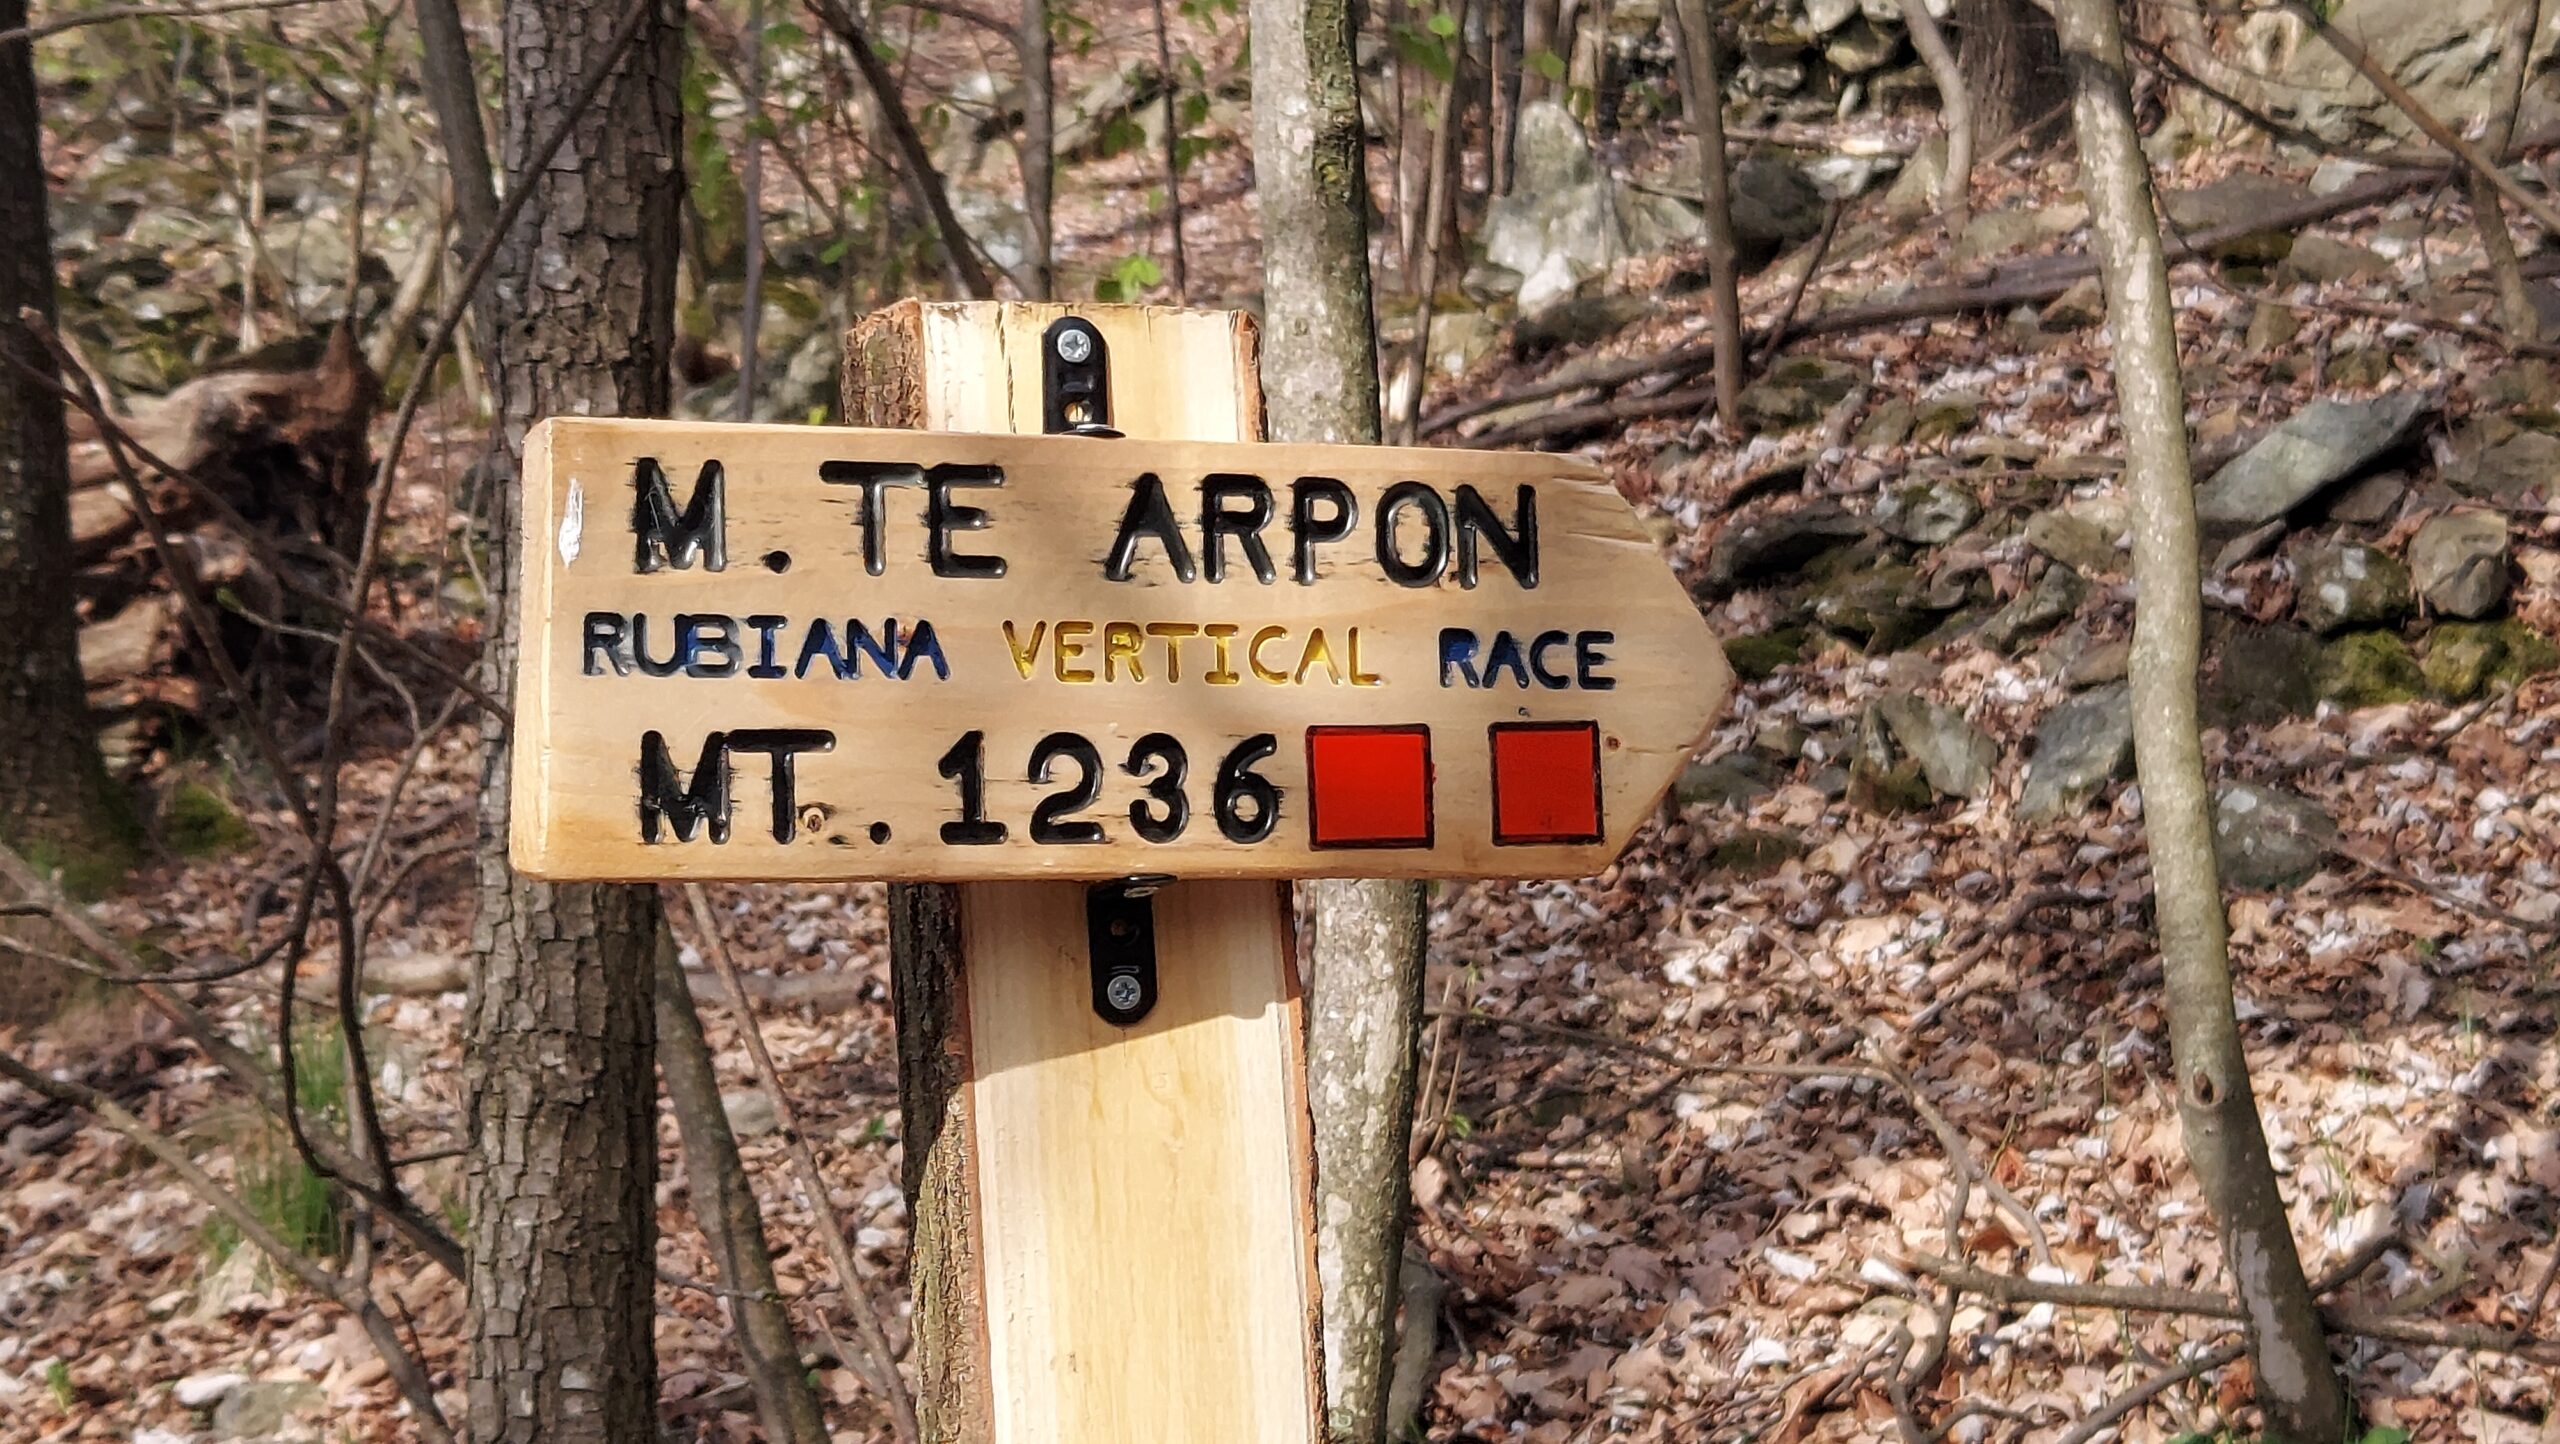 M.TE ARPON
RUBIANA VERTICAL RACE
MT. 1236